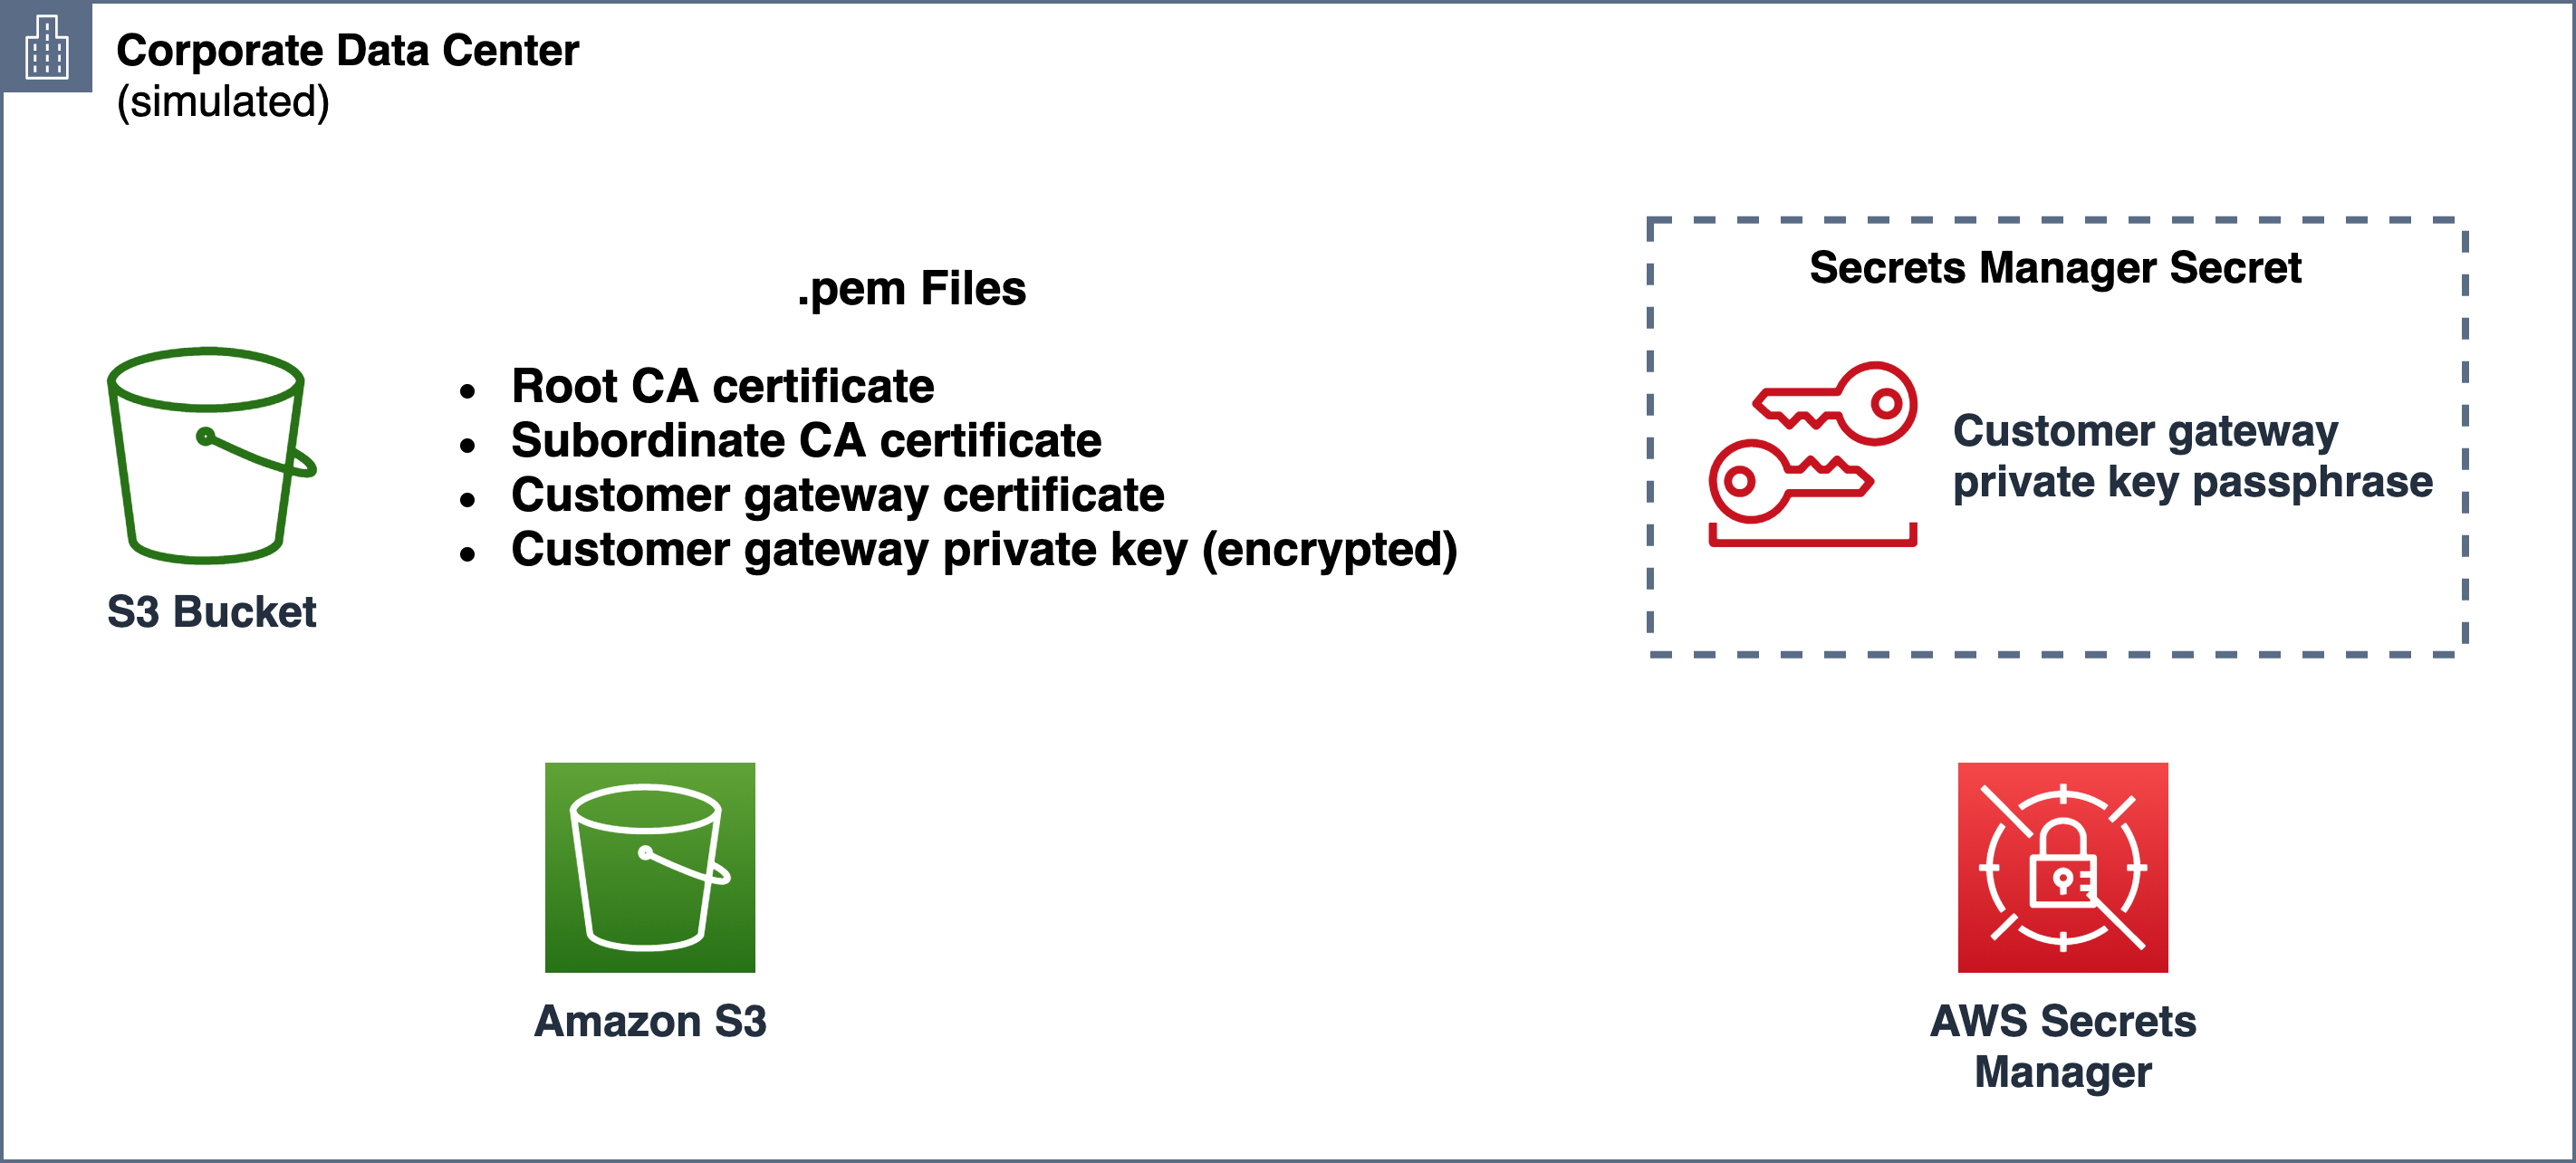 Corporate Data Center
(simulated)
.pem Files
• Root CA certificate
• Subordinate CA certificate
• Customer gateway certificate
• Customer gateway private key (encrypted)
S3 Bucket
Secrets Manager Secret
Customer gateway
private key passphrase
Amazon S3
AWS Secrets
Manager